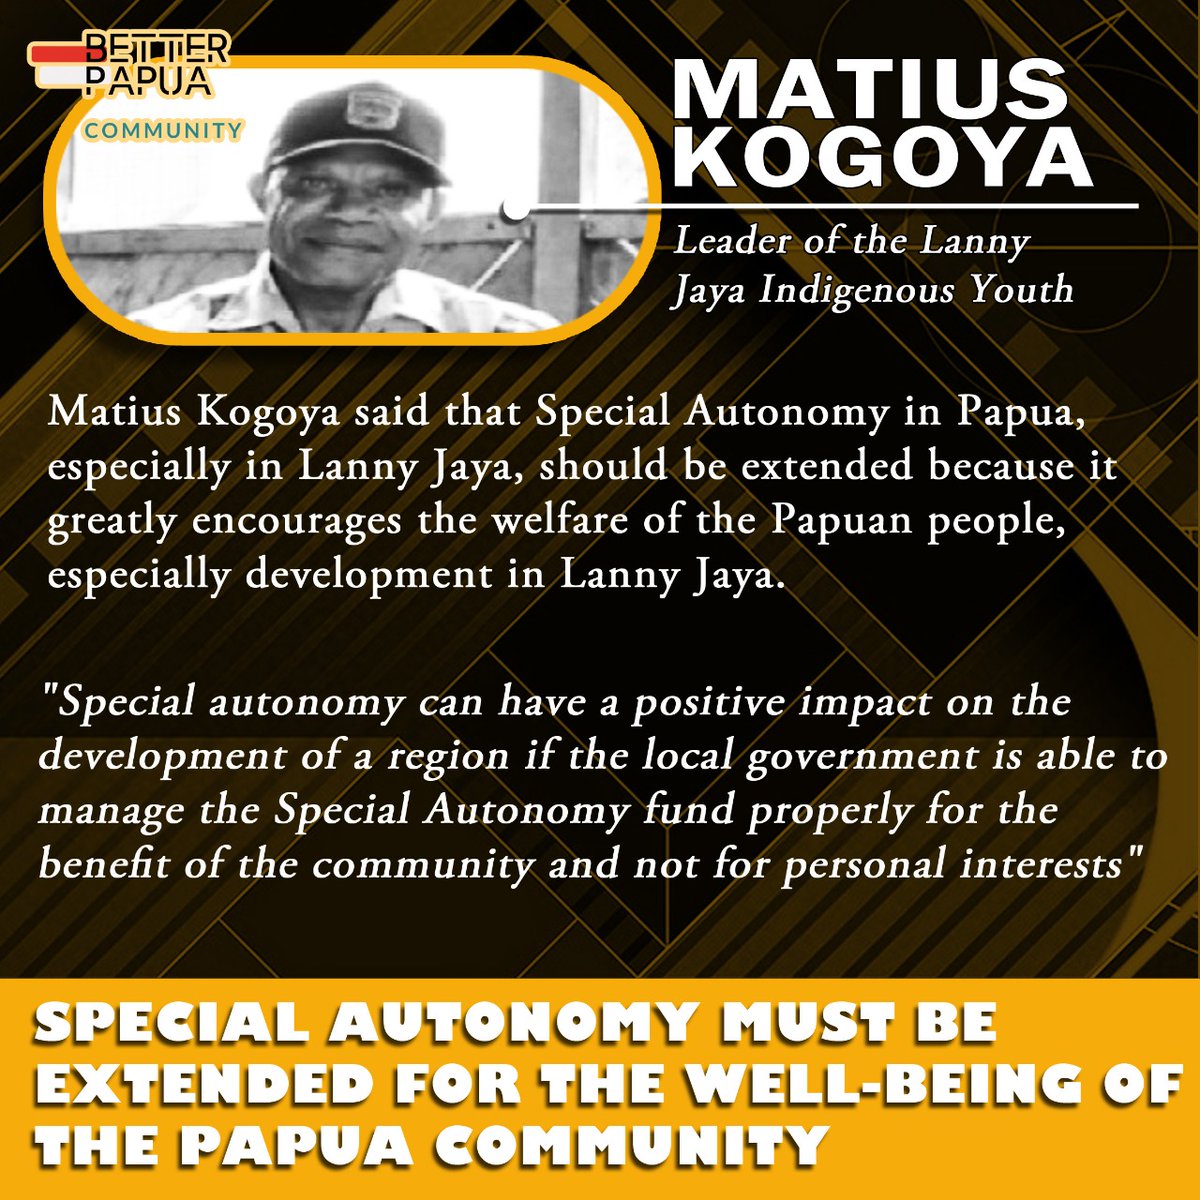 BETTER
PAPUA
COMMUNITY
MATIUS
KOGOYA
Leader of the Lanny
Jaya Indigenous Youth
Matius Kogoya said that Special Autonomy in Papua,
especially in Lanny Jaya, should be extended because it
greatly encourages the welfare of the Papuan people,
especially development in Lanny Jaya.
"Special autonomy can have a positive impact on the
development of a region if the local government is able to
manage the Special Autonomy fund properly for the
benefit of the community and not for personal interests"
SPECIAL AUTONOMY MUST BE
EXTENDED FOR THE WELL-BEING OF
THE PAPUA COMMUNITY